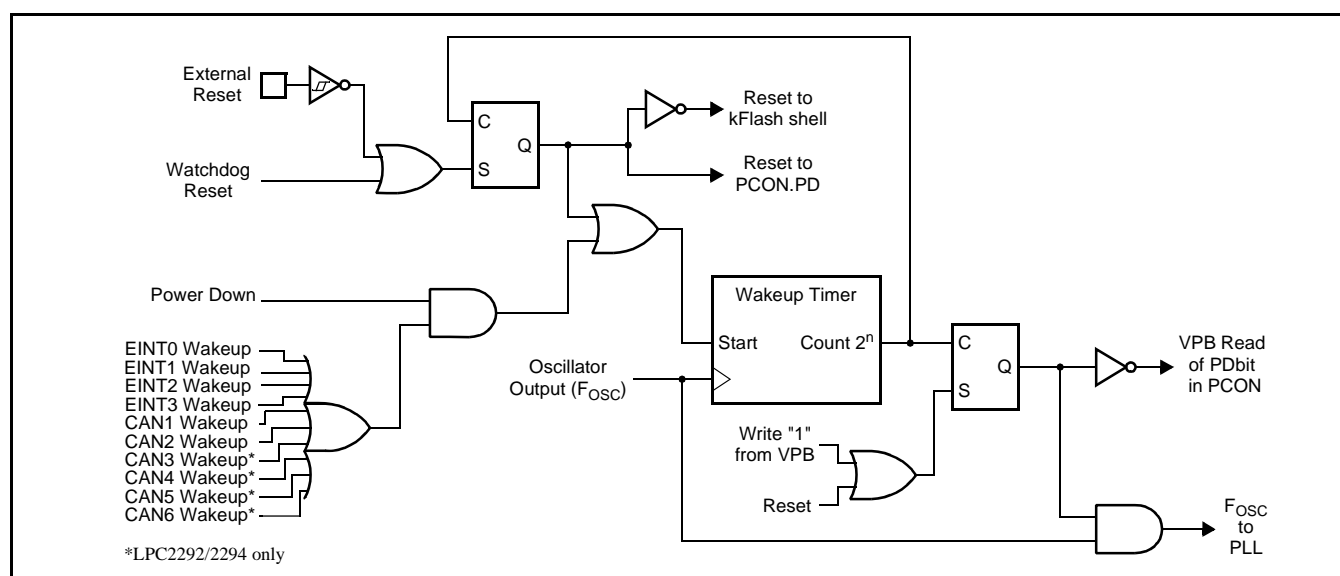 External
Reset
Watchdog
Reset
C
S
Q
Reset to
kFlash shell
Reset to
PCON.PD
Power Down
EINT0 Wakeup
EINT1 Wakeup
EINT2 Wakeup
EINT3 Wakeup
CAN1 Wakeup
CAN2 Wakeup
CAN3 Wakeup*
CAN4 Wakeup*
CAN5 Wakeup*
CAN6 Wakeup*
*LPC2292/2294 only
Wakeup Timer
Start
Count 2ⁿ
Oscillator
Output (FOSC)
Write "1"
from VPB
Reset
C
S
Q
VPB Read
of PDbit
in PCON
FOSC
to
PLL